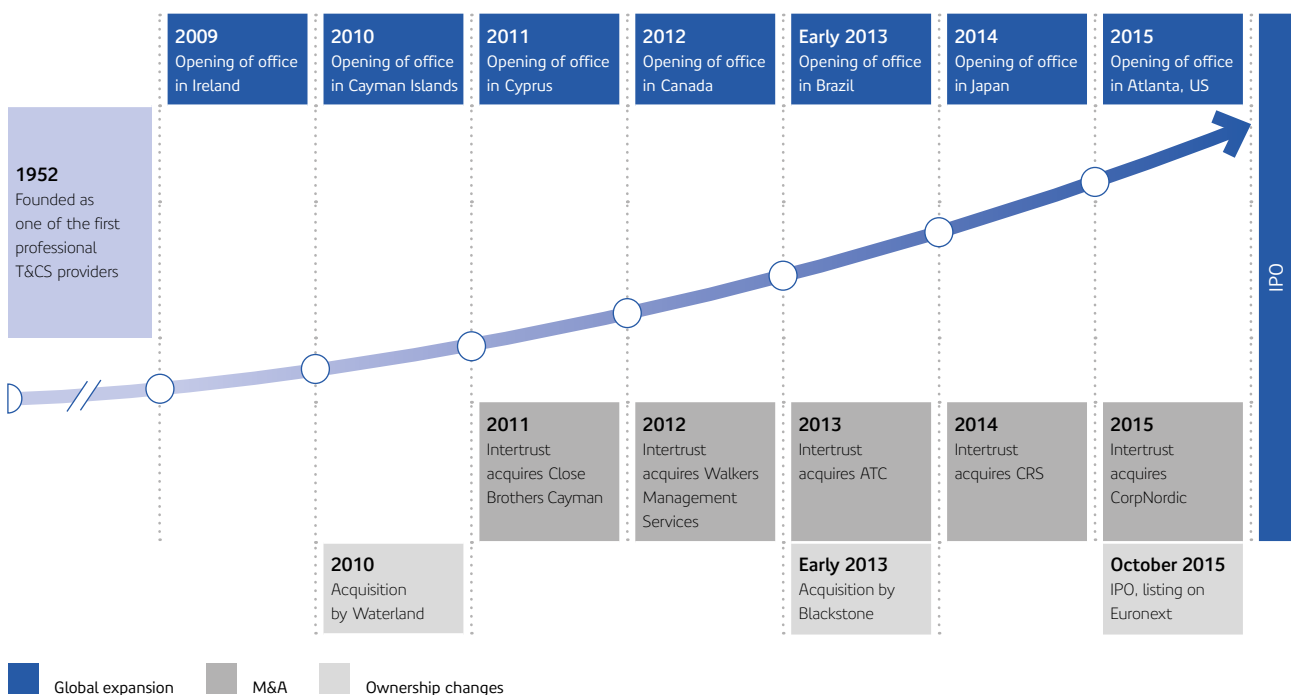 2009
Opening of office
in Ireland
2010
Opening of office
in Cayman Islands
2011
Opening of office
in Cyprus
2012
Opening of office
in Canada
Early 2013
Opening of office
in Brazil
2014
Opening of office
in Japan
2015
Opening of office
in Atlanta, US
1952
Founded as
one of the first
professional
T&CS providers
IPO
2011
Intertrust
acquires Close
Brothers Cayman
2012
Intertrust
acquires Walkers
Management
Services
2013
Intertrust
acquires ATC
2014
Intertrust
acquires CRS
2015
Intertrust
acquires
CorpNordic
2010
Acquisition
by Waterland
Early 2013
Acquisition by
Blackstone
October 2015
IPO, listing on
Euronext
Global expansion
M&A
Ownership changes